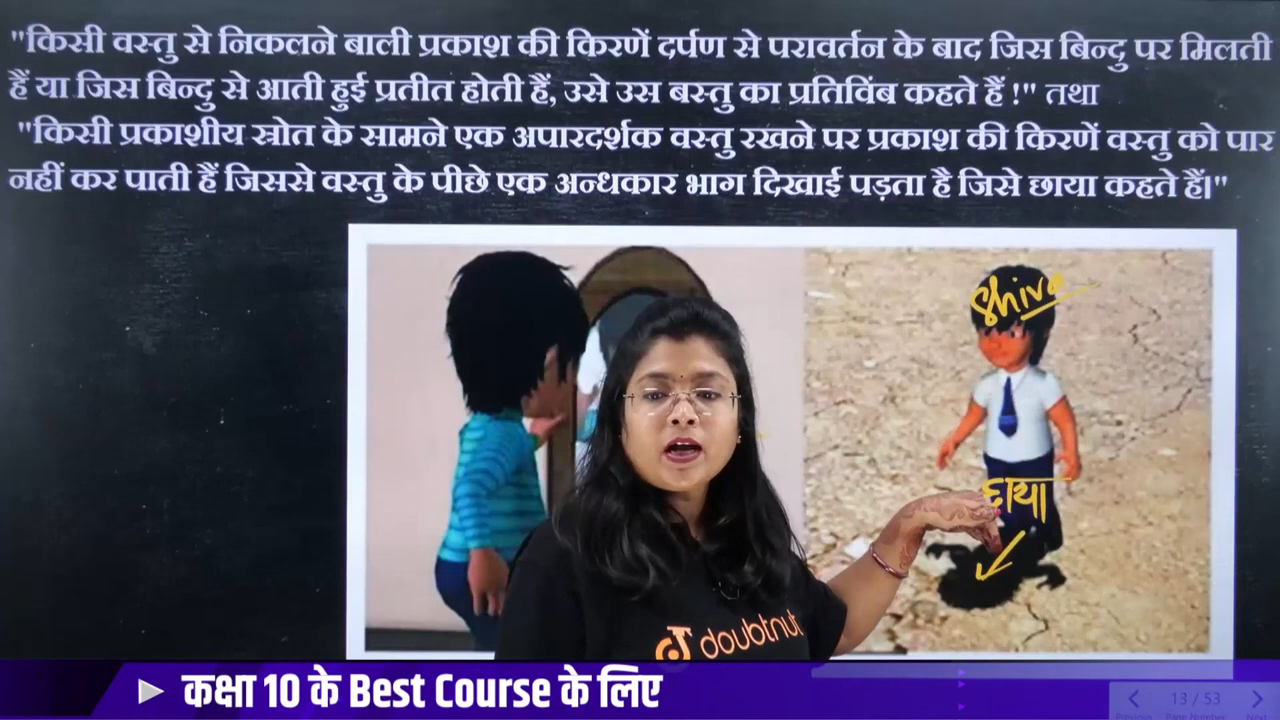 "किसी वस्तु से निकलने बाली प्रकाश की किरणें दर्पण से परावर्तन के बाद जिस बिन्दु पर मिलती
हैं या जिस बिन्दु से आती हुई प्रतीत होती हैं, उसे उस बस्तु का प्रतिविंब कहते हैं !" तथा
"किसी प्रकाशीय स्रोत के सामने एक अपारदर्शक वस्तु रखने पर प्रकाश की किरणें वस्तु को पार
नहीं कर पाती हैं जिससे वस्तु के पीछे एक अन्धकार भाग दिखाई पड़ता है जिसे छाया कहते हैं।"
Shiva
छाया
doubtnut
कक्षा 10 के Best Course के लिए
13 / 53